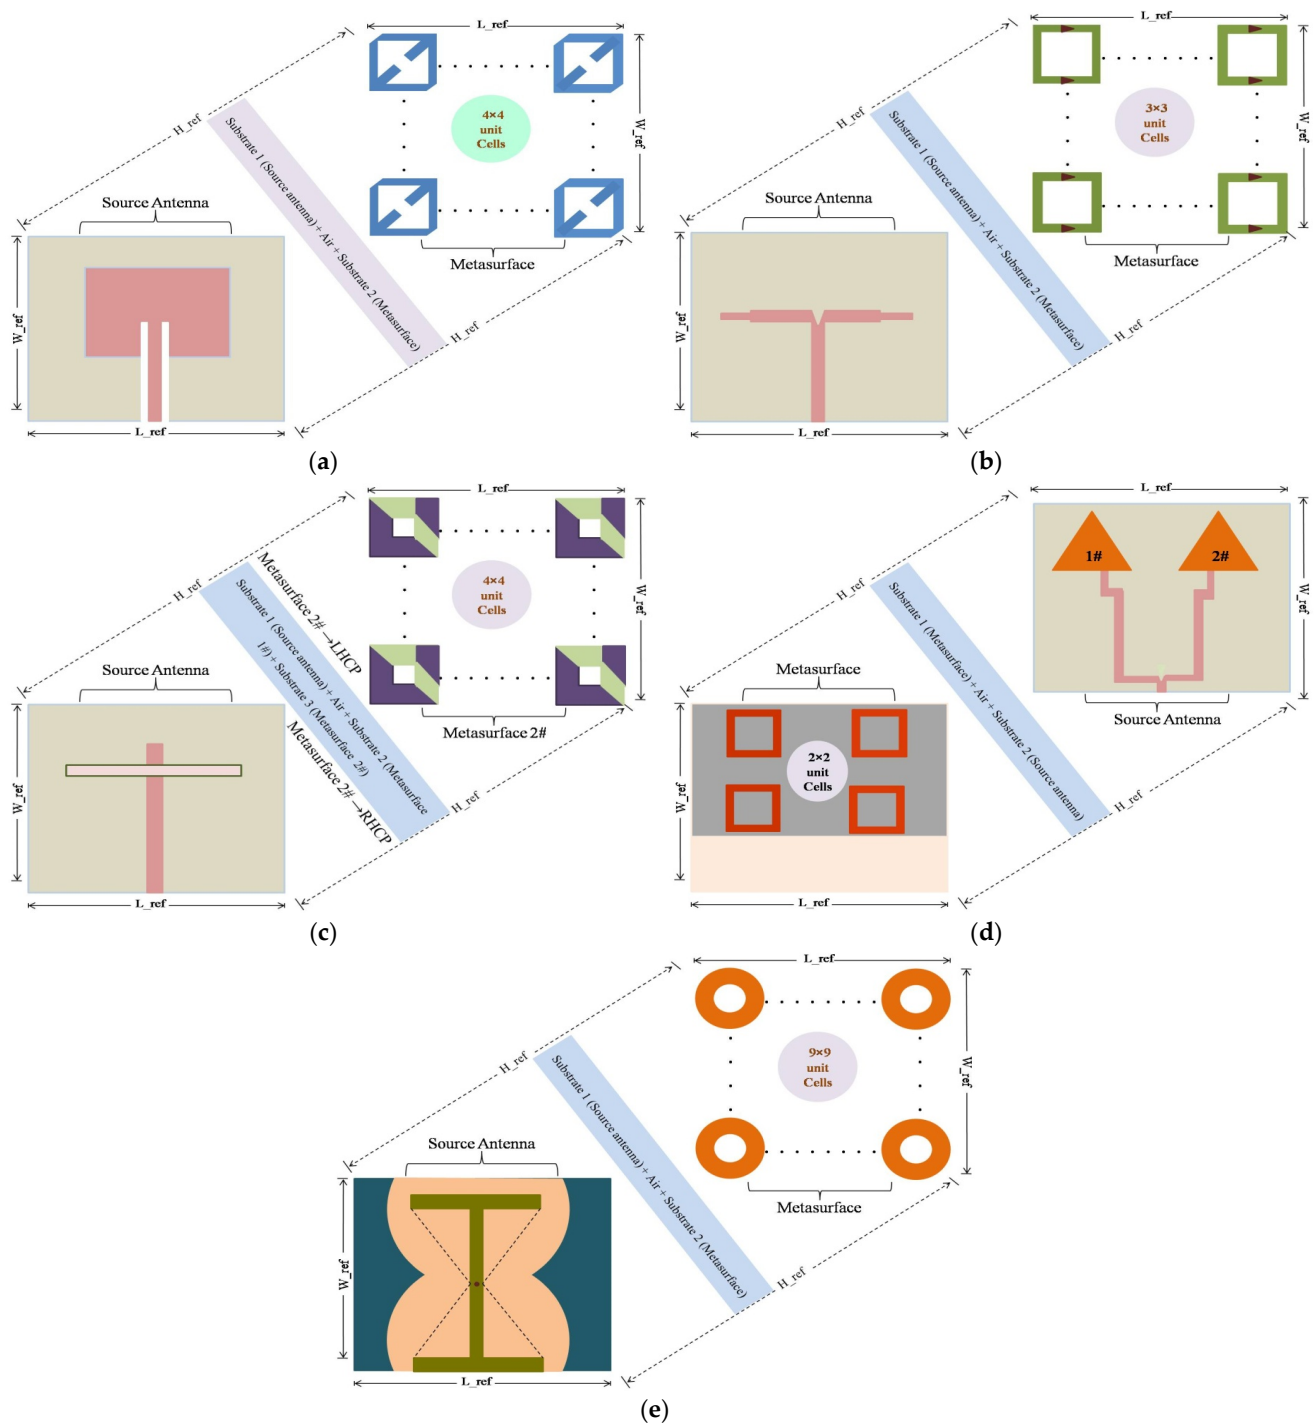 L_ref
4×4
unit
Cells
W_ref
H_ref
Substrate 1 (Source antenna) + Air + Substrate 2 (Metasurface)
Source Antenna
Metasurface
W_ref
H_ref
L_ref
(a)
L_ref
3×3
unit
Cells
W_ref
H_ref
Substrate 1 (Source antenna) + Air + Substrate 2 (Metasurface)
Source Antenna
Metasurface
W_ref
H_ref
L_ref
(b)
L_ref
4×4
unit
Cells
W_ref
H_ref
Metasurface 2# →LHCP
Substrate 1 (Source antenna) + Air + Substrate 2 (Metasurface
1#) + Substrate 3 (Metasurface 2#)
Metasurface 2# →RHCP
Source Antenna
Metasurface 2#
W_ref
H_ref
L_ref
(c)
L_ref
1#
2#
W_ref
H_ref
Substrate 1 (Metasurface) + Air + Substrate 2 (Source antenna)
Metasurface
Source Antenna
2×2
unit
Cells
W_ref
H_ref
L_ref
(d)
L_ref
9×9
unit
Cells
W_ref
H_ref
Substrate 1 (Source antenna) + Air + Substrate 2 (Metasurface)
Source Antenna
Metasurface
W_ref
H_ref
L_ref
(e)